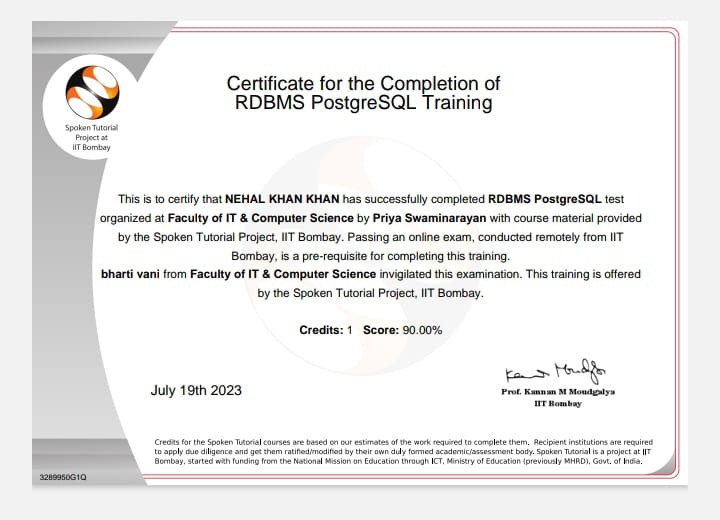 Spoken Tutorial
Project at
IIT Bombay
Certificate for the Completion of
RDBMS PostgreSQL Training
This is to certify that NEHAL KHAN KHAN has successfully completed RDBMS PostgreSQL test
organized at Faculty of IT & Computer Science by Priya Swaminarayan with course material provided
by the Spoken Tutorial Project, IIT Bombay. Passing an online exam, conducted remotely from IIT
Bombay, is a pre-requisite for completing this training.
bharti vani from Faculty of IT & Computer Science invigilated this examination. This training is offered
by the Spoken Tutorial Project, IIT Bombay.
Credits: 1 Score: 90.00%
July 19th 2023
Prof. Kannan M Moudgalya
IIT Bombay
Credits for the Spoken Tutorial courses are based on our estimates of the work required to complete them. Recipient institutions are required
to apply due diligence and get them ratified/modified by their own duly formed academic/assessment body. Spoken Tutorial is a project at IIT
Bombay, started with funding from the National Mission on Education through ICT, Ministry of Education (previously MHRD), Govt. of India.
3289950G1Q